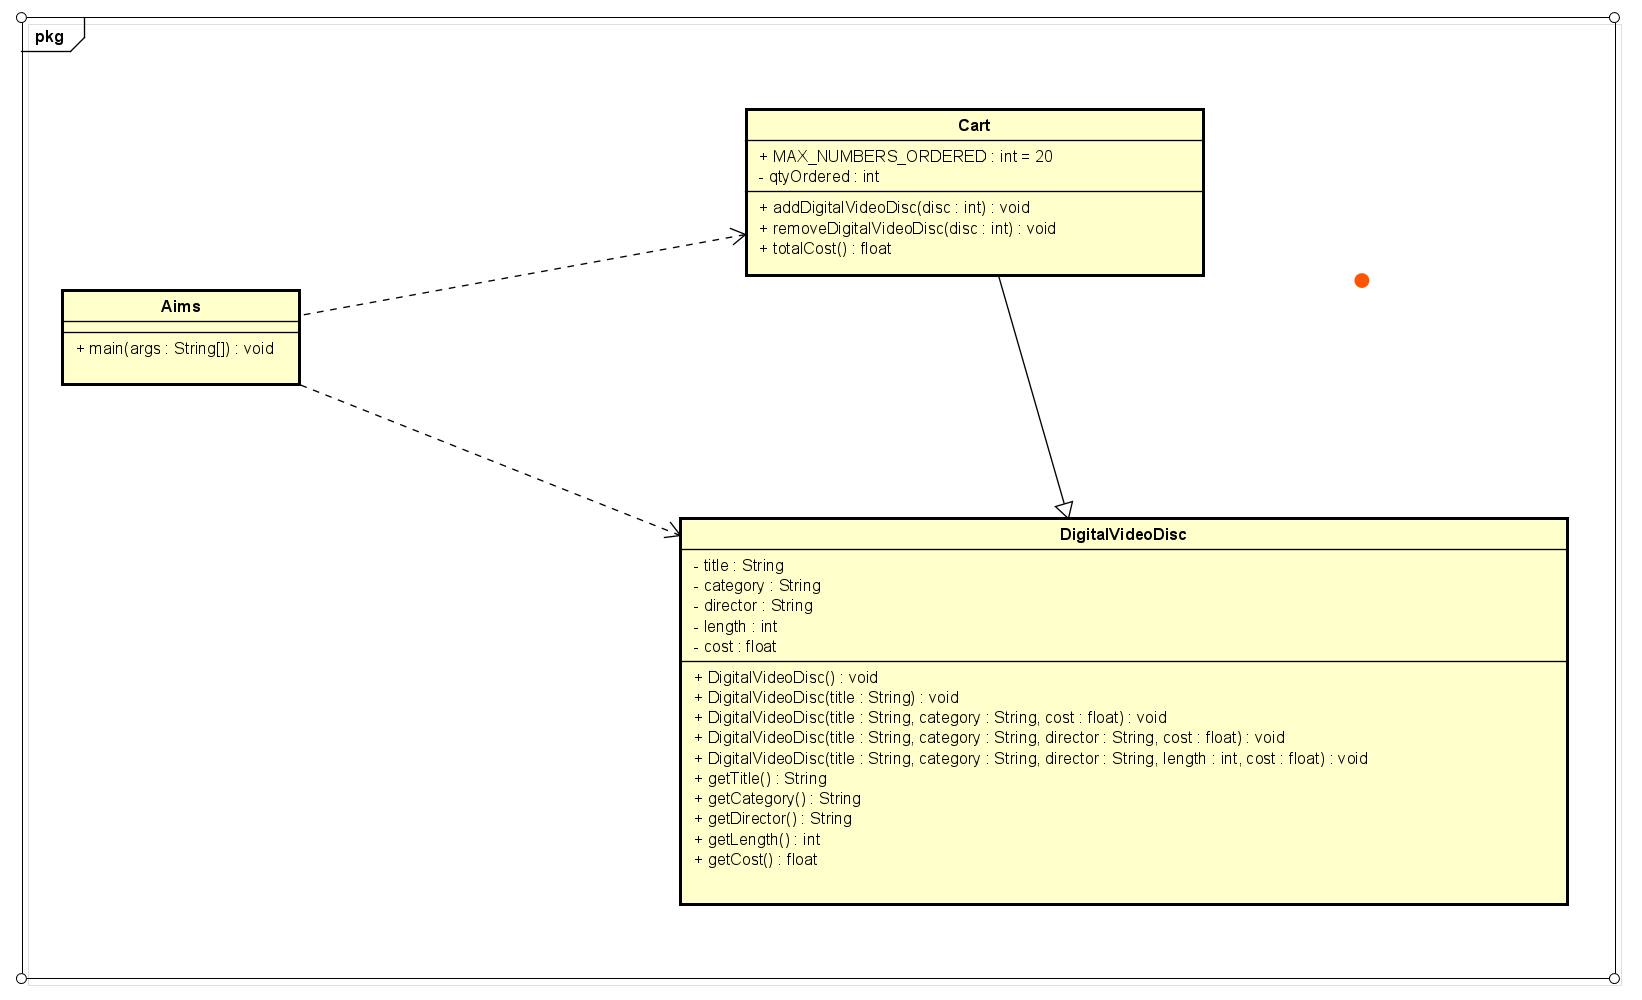 pkg
Cart
+ MAX_NUMBERS_ORDERED : int = 20
- qtyOrdered : int
+ addDigitalVideoDisc(disc : int) : void
+ removeDigitalVideoDisc(disc : int) : void
+ totalCost() : float
Aims
+ main(args : String[]) : void
DigitalVideoDisc
- title : String
- category : String
- director : String
- length : int
- cost : float
+ DigitalVideoDisc() : void
+ DigitalVideoDisc(title : String) : void
+ DigitalVideoDisc(title : String, category : String, cost : float) : void
+ DigitalVideoDisc(title : String, category : String, director : String, cost : float) : void
+ DigitalVideoDisc(title : String, category : String, director : String, length : int, cost : float) : void
+ getTitle() : String
+ getCategory() : String
+ getDirector() : String
+ getLength() : int
+ getCost() : float